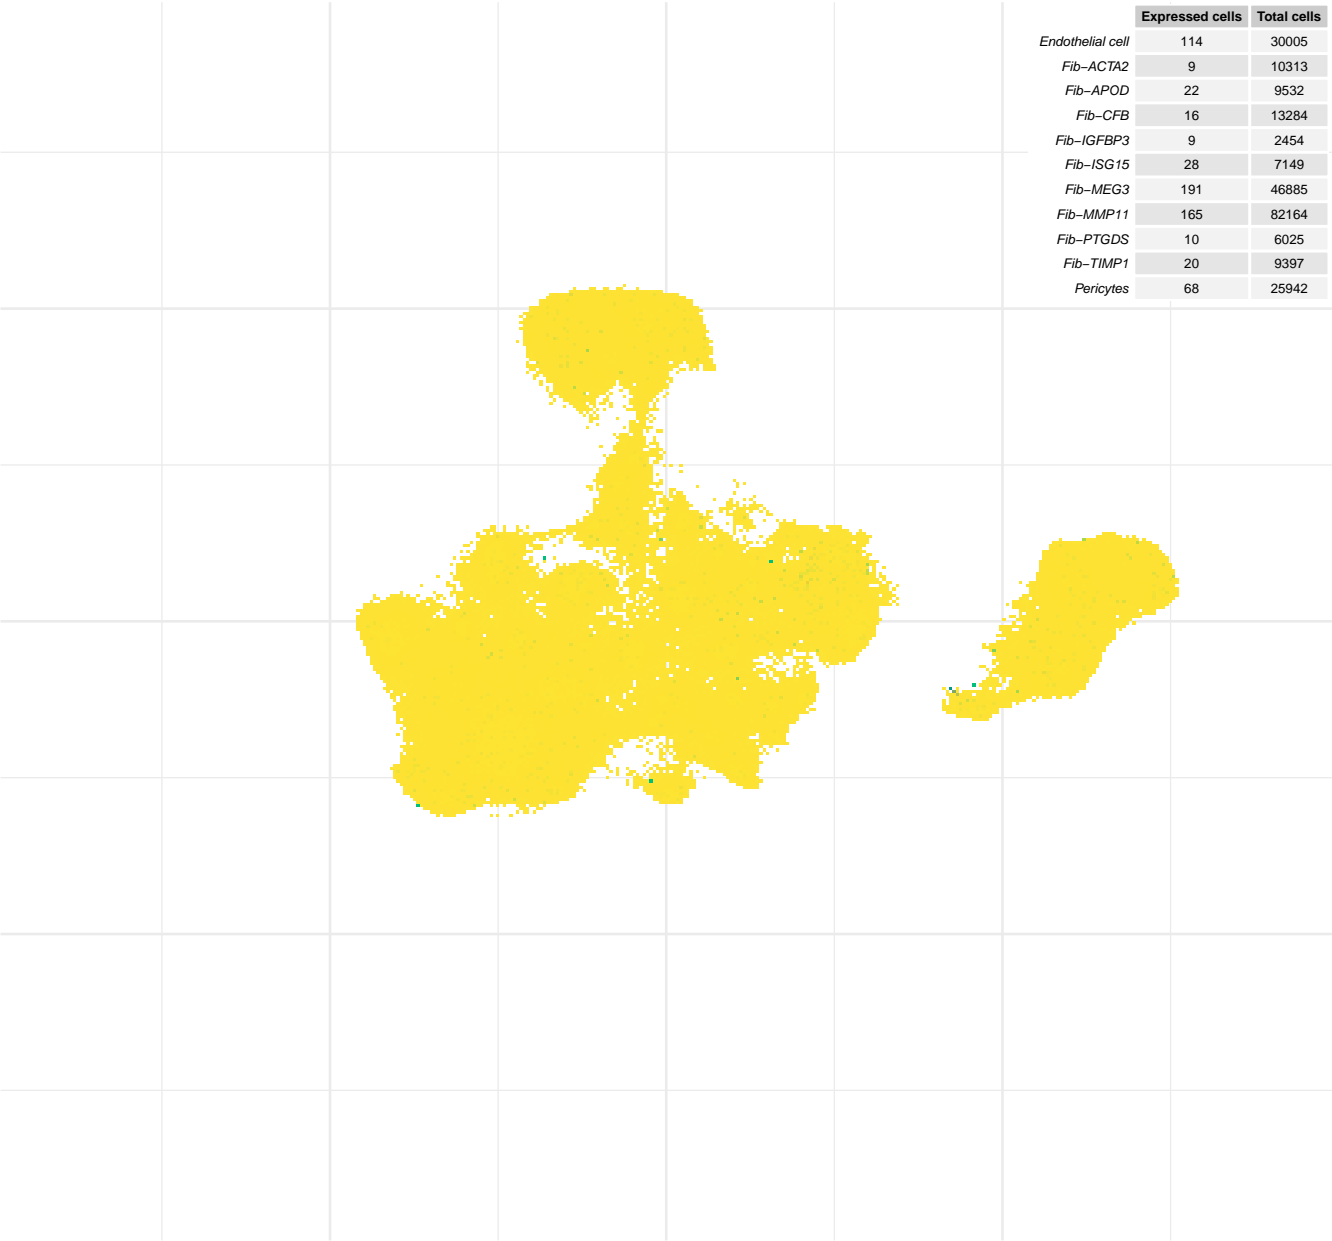 Expressed cells Total cells
Endothelial cell 114 30005
Fib−ACTA2 9 10313
Fib−APOD 22 9532
Fib−CFB 16 13284
Fib−IGFBP3 9 2454
Fib−ISG15 28 7149
Fib−MEG3 191 46885
Fib−MMP11 165 82164
Fib−PTGDS 10 6025
Fib−TIMP1 20 9397
Pericytes 68 25942